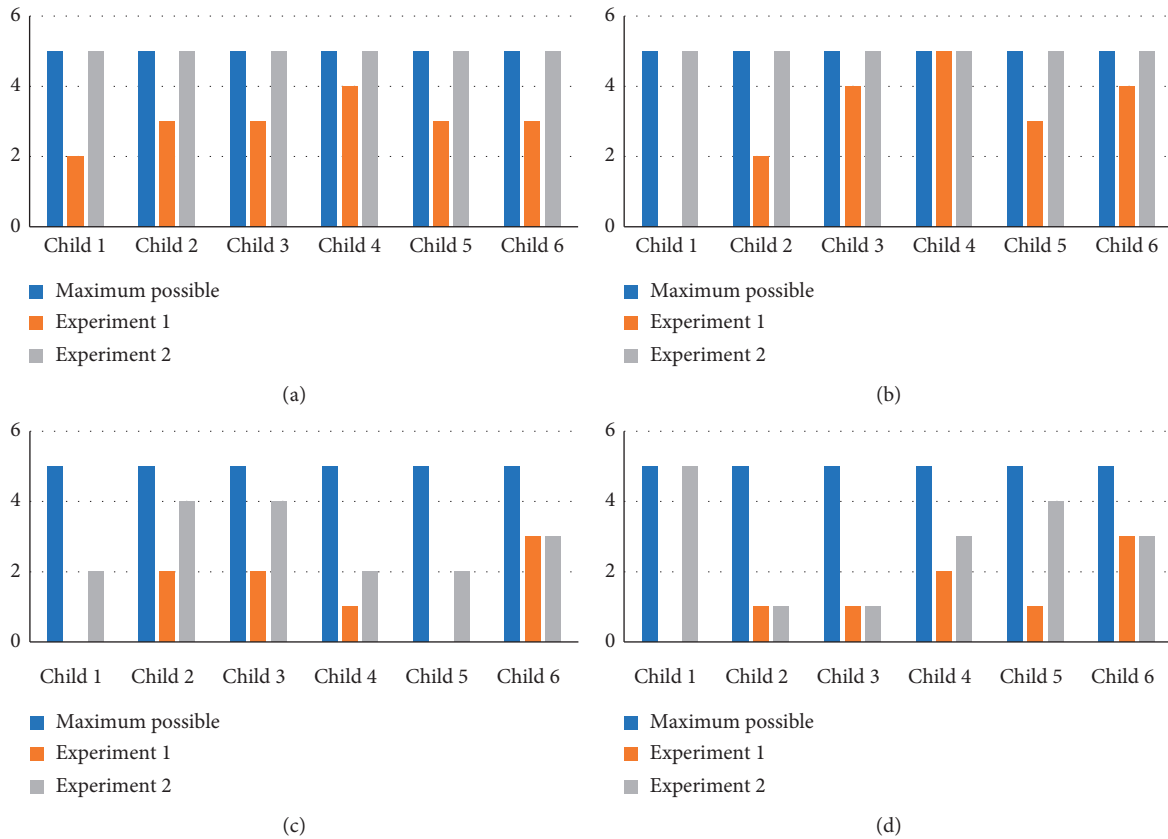 6
4
2
0
Child 1 Child 2 Child 3 Child 4 Child 5 Child 6
Maximum possible
Experiment 1
Experiment 2
(a)
6
4
2
0
Child 1 Child 2 Child 3 Child 4 Child 5 Child 6
Maximum possible
Experiment 1
Experiment 2
(b)
6
4
2
0
Child 1 Child 2 Child 3 Child 4 Child 5 Child 6
Maximum possible
Experiment 1
Experiment 2
(c)
6
4
2
0
Child 1 Child 2 Child 3 Child 4 Child 5 Child 6
Maximum possible
Experiment 1
Experiment 2
(d)